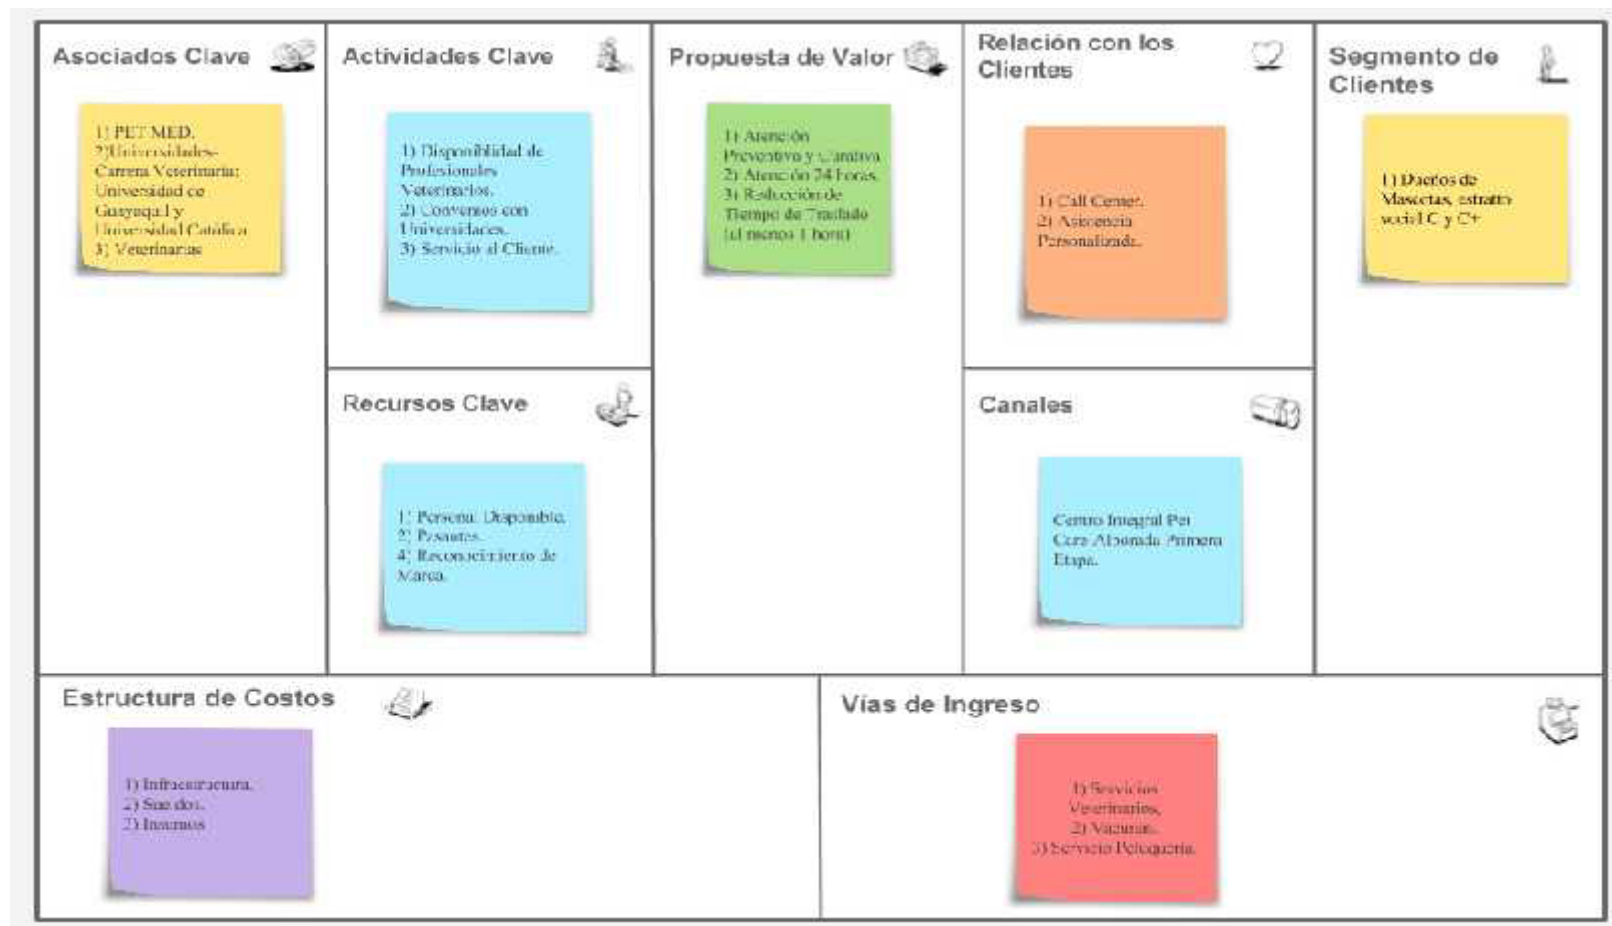 Asociados Clave
1) PET MED.
2)Universidades-
Carrera Veterinaria:
Universidad de
Guayaquil y
Universidad Católica
3) Veterinarias
Actividades Clave
1) Disponiblidad de
Profesionales
Veterinarios.
2) Convenios con
Universidades.
3) Servicio al Cliente.
Recursos Clave
1) Personal Disponible.
2) Pasantes.
4) Reconocimiento de
Marca.
Propuesta de Valor
1) Atención
Preventivo y Curativa
2) Atención 24 horas.
3) Reducción de
Tiempo de Traslado
(al menos 1 hora)
Relación con los
Clientes
1) Call Center.
2) Asistencia
Personalizada.
Canales
Centro Integral Pet
Care Alborada Primera
Etapa.
Segmento de
Clientes
1) Dueños de
Mascotas, estratto
social C y C+
Estructura de Costos
1) Infraestructura.
2) Sueldos.
Insumos
Vías de Ingreso
1) Servicios
Veterinarios,
2) Vacunas.
3) Servicio Peluquería.